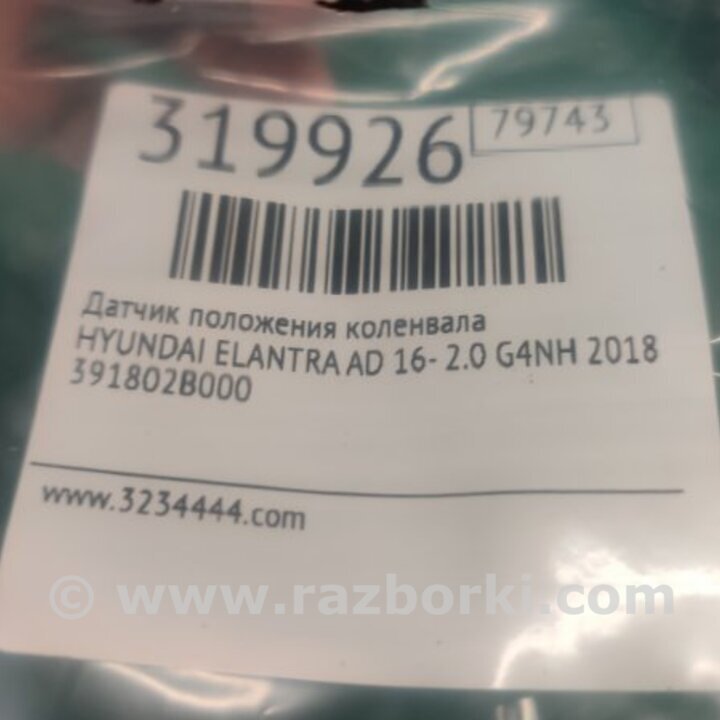 319926
79743
Датчик положения коленвала
HYUNDAI ELANTRA AD 16- 2.0 G4NH 2018
391802B000
www.3234444.com
© www.razborki.com